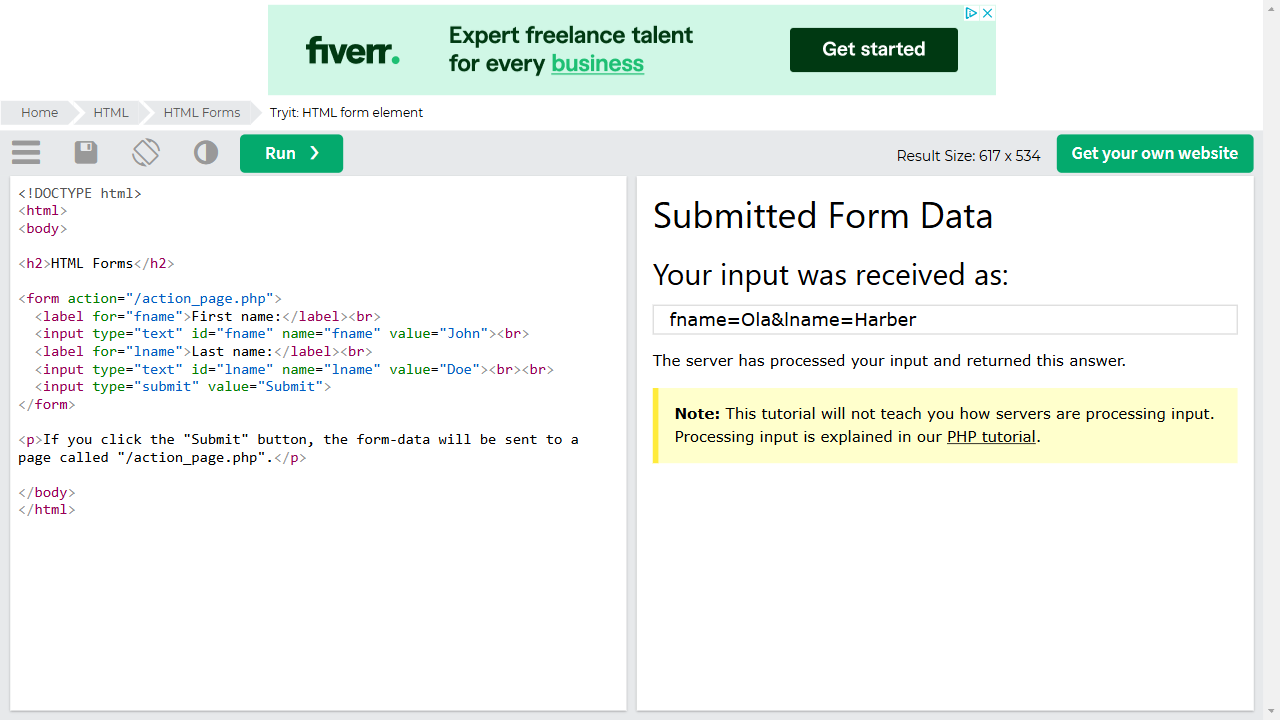 fiverr.
Expert freelance talent
for every business
Get started
Home
HTML
HTML Forms
Tryit: HTML form element
Run ❯
Result Size: 617 x 534
Get your own website
<!DOCTYPE html>
<html>
<body>
<h2>HTML Forms</h2>
<form action="/action_page.php">
<label for="fname">First name:</label><br>
<input type="text" id="fname" name="fname" value="John"><br>
<label for="lname">Last name:</label><br>
<input type="text" id="lname" name="lname" value="Doe"><br><br>
<input type="submit" value="Submit">
</form>
<p>If you click the "Submit" button, the form-data will be sent to a
page called "/action_page.php".</p>
</body>
</html>
Submitted Form Data
Your input was received as:
fname=Ola&lname=Harber
The server has processed your input and returned this answer.
Note: This tutorial will not teach you how servers are processing input.
Processing input is explained in our PHP tutorial.